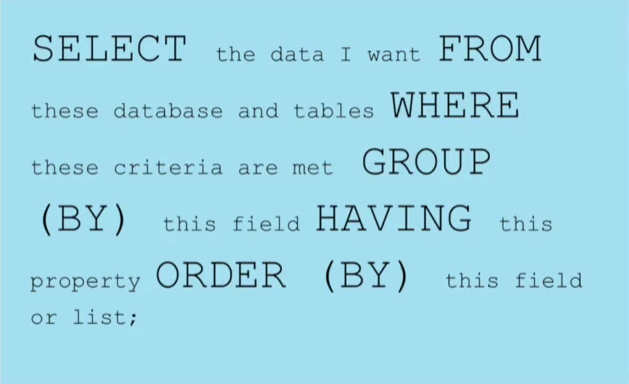 SELECT the data I want FROM
these database and tables WHERE
these criteria are met GROUP
(BY) this field HAVING this
property ORDER (BY) this field
or list;